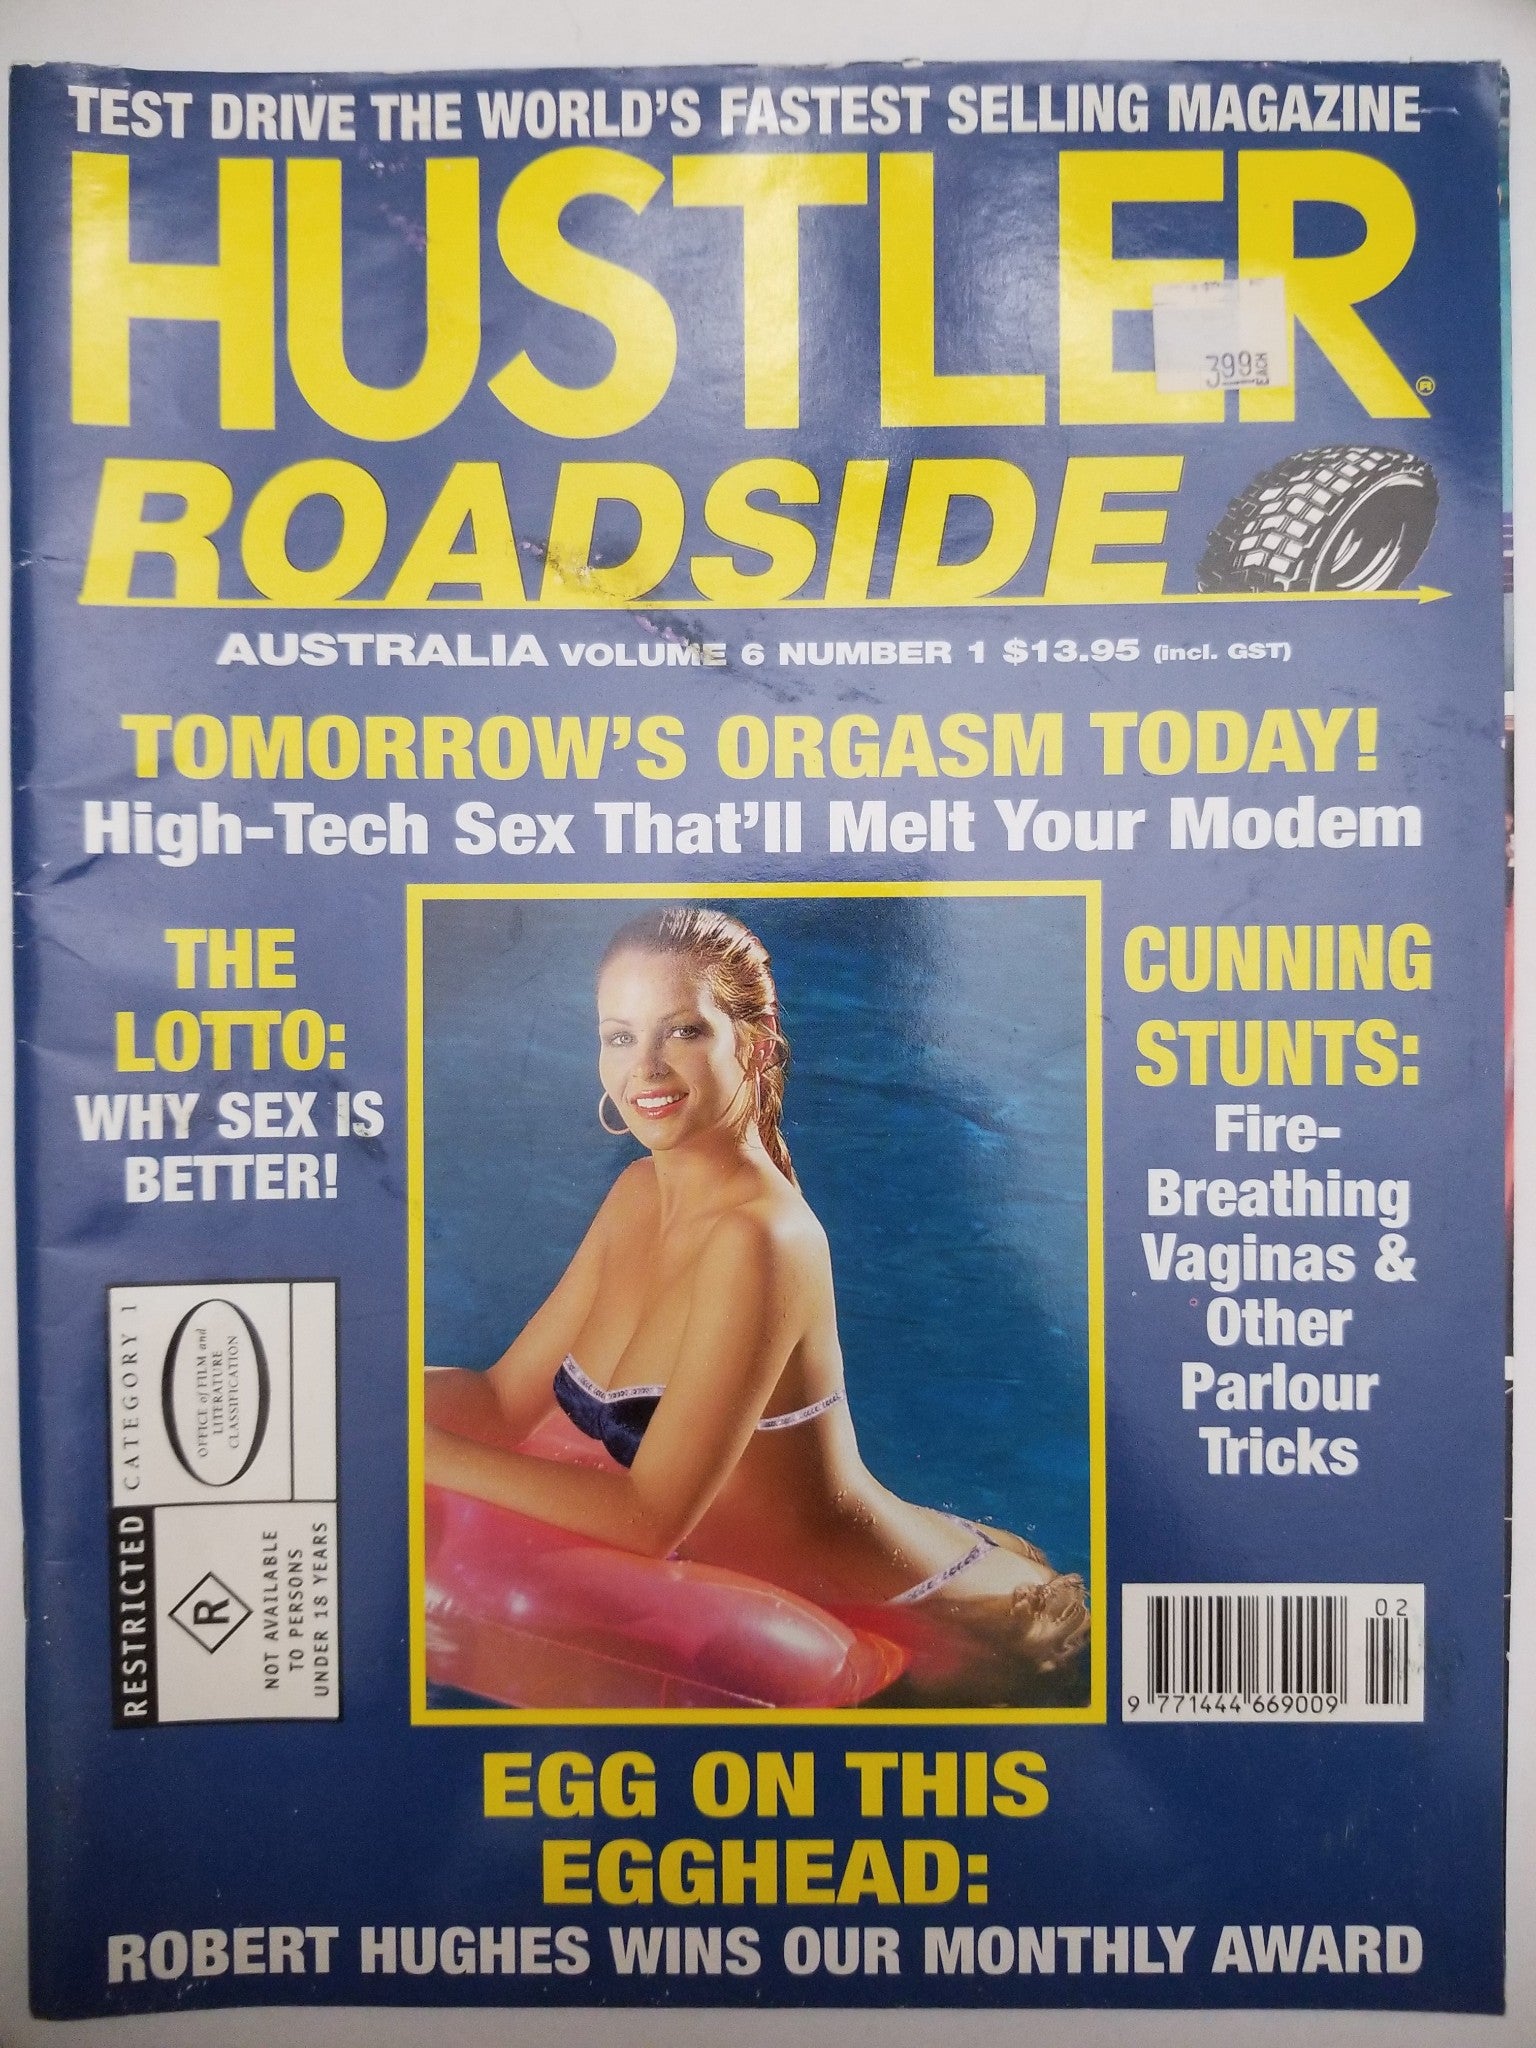 TEST DRIVE THE WORLD'S FASTEST SELLING MAGAZINE
HUSTLER
399 EACH
®
ROADSIDE
AUSTRALIA VOLUME 6 NUMBER 1 $13.95 (incl. GST)
TOMORROW'S ORGASM TODAY!
High-Tech Sex That'll Melt Your Modem
THE
LOTTO:
WHY SEX IS
BETTER!
CUNNING
STUNTS:
Fire-
Breathing
Vaginas &
Other
Parlour
Tricks
RESTRICTED CATEGORY 1
OFFICE of FILM and
LITERATURE
CLASSIFICATION
R
NOT AVAILABLE
TO PERSONS
UNDER 18 YEARS
02
9 771444 669009
EGG ON THIS
EGGHEAD:
ROBERT HUGHES WINS OUR MONTHLY AWARD